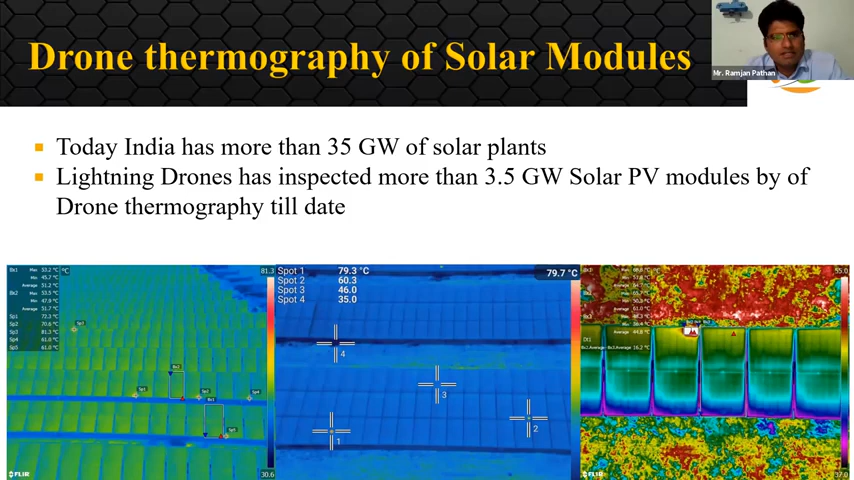 Drone thermography of Solar Modules
Mr. Ramjan Pathan
Today India has more than 35 GW of solar plants
Lightning Drones has inspected more than 3.5 GW Solar PV modules by of
Drone thermography till date
81.3
30.6
FLIR
Spot 1 79.3 °C
Spot 2 60.3
Spot 3 46.0
Spot 4 35.0
79.7 °C
4
3
1
2
55.0
37.0
FLIR